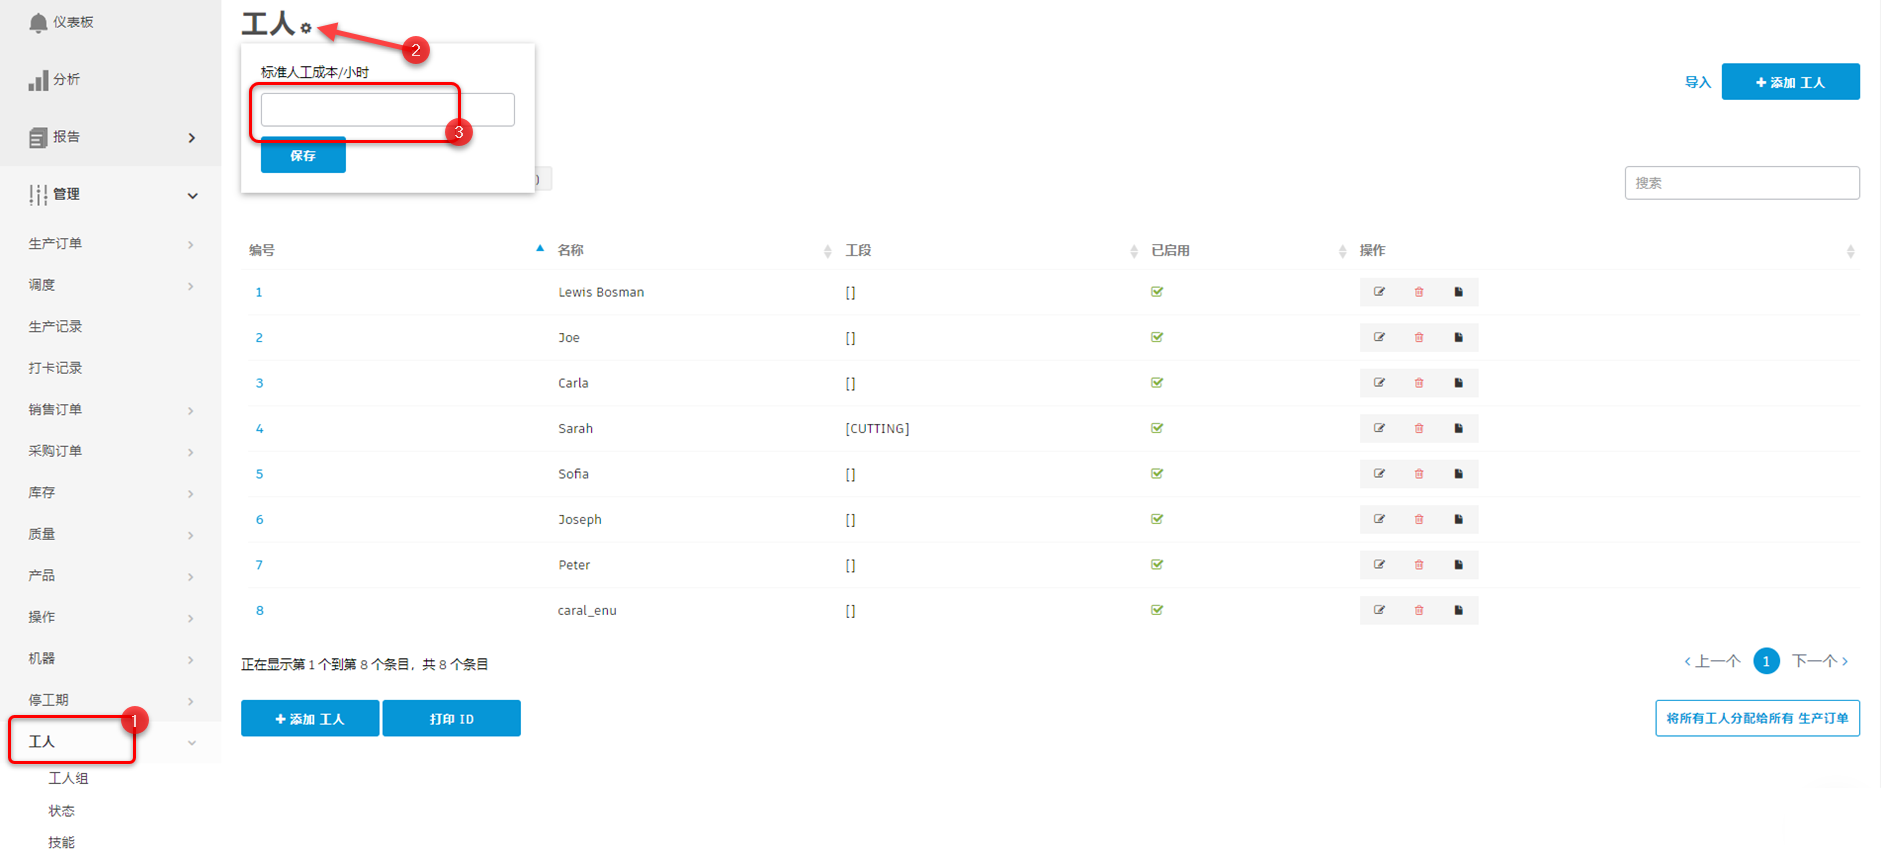 仪表板
分析
报告
管理
生产订单
调度
生产记录
打卡记录
销售订单
采购订单
库存
质量
产品
操作
机器
停工期
工人
1
工人组
状态
技能
工人
2
标准人工成本/小时
3
保存
)
导入
+ 添加 工人
搜索
编号 名称 工段 已启用 操作
1 Lewis Bosman []
2 Joe []
3 Carla []
4 Sarah [CUTTING]
5 Sofia []
6 Joseph []
7 Peter []
8 caral_enu []
正在显示第 1 个到第 8 个条目，共 8 个条目
上一个 1 下一个
+ 添加 工人
打印 ID
将所有工人分配给所有 生产订单